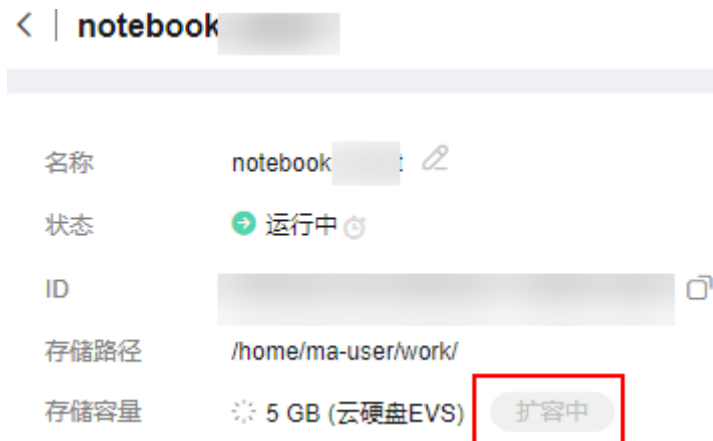 notebook
名称 notebook
状态 运行中
ID
存储路径 /home/ma-user/work/
存储容量 5 GB (云硬盘EVS) 扩容中